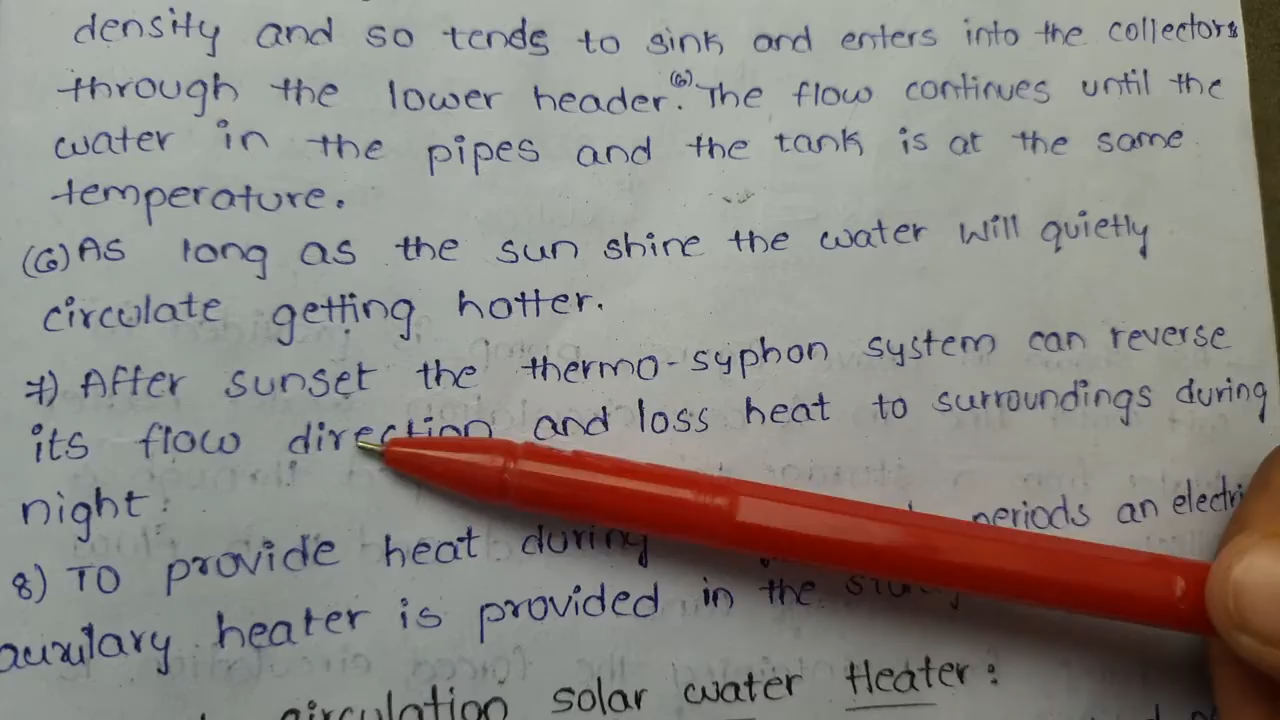 density and so tends to sink and enters into the collectors
through the lower header. (6) The flow continues until the
water in the pipes and the tank is at the same
temperature.
(6) As long as the sun shine the water will quietly
circulate getting hotter.
7) After sunset the thermo-syphon system can reverse
its flow direction and loss heat to surroundings during
night.
8) To provide heat during periods an electri
auxulary heater is provided in the
circulation solar water Heater: